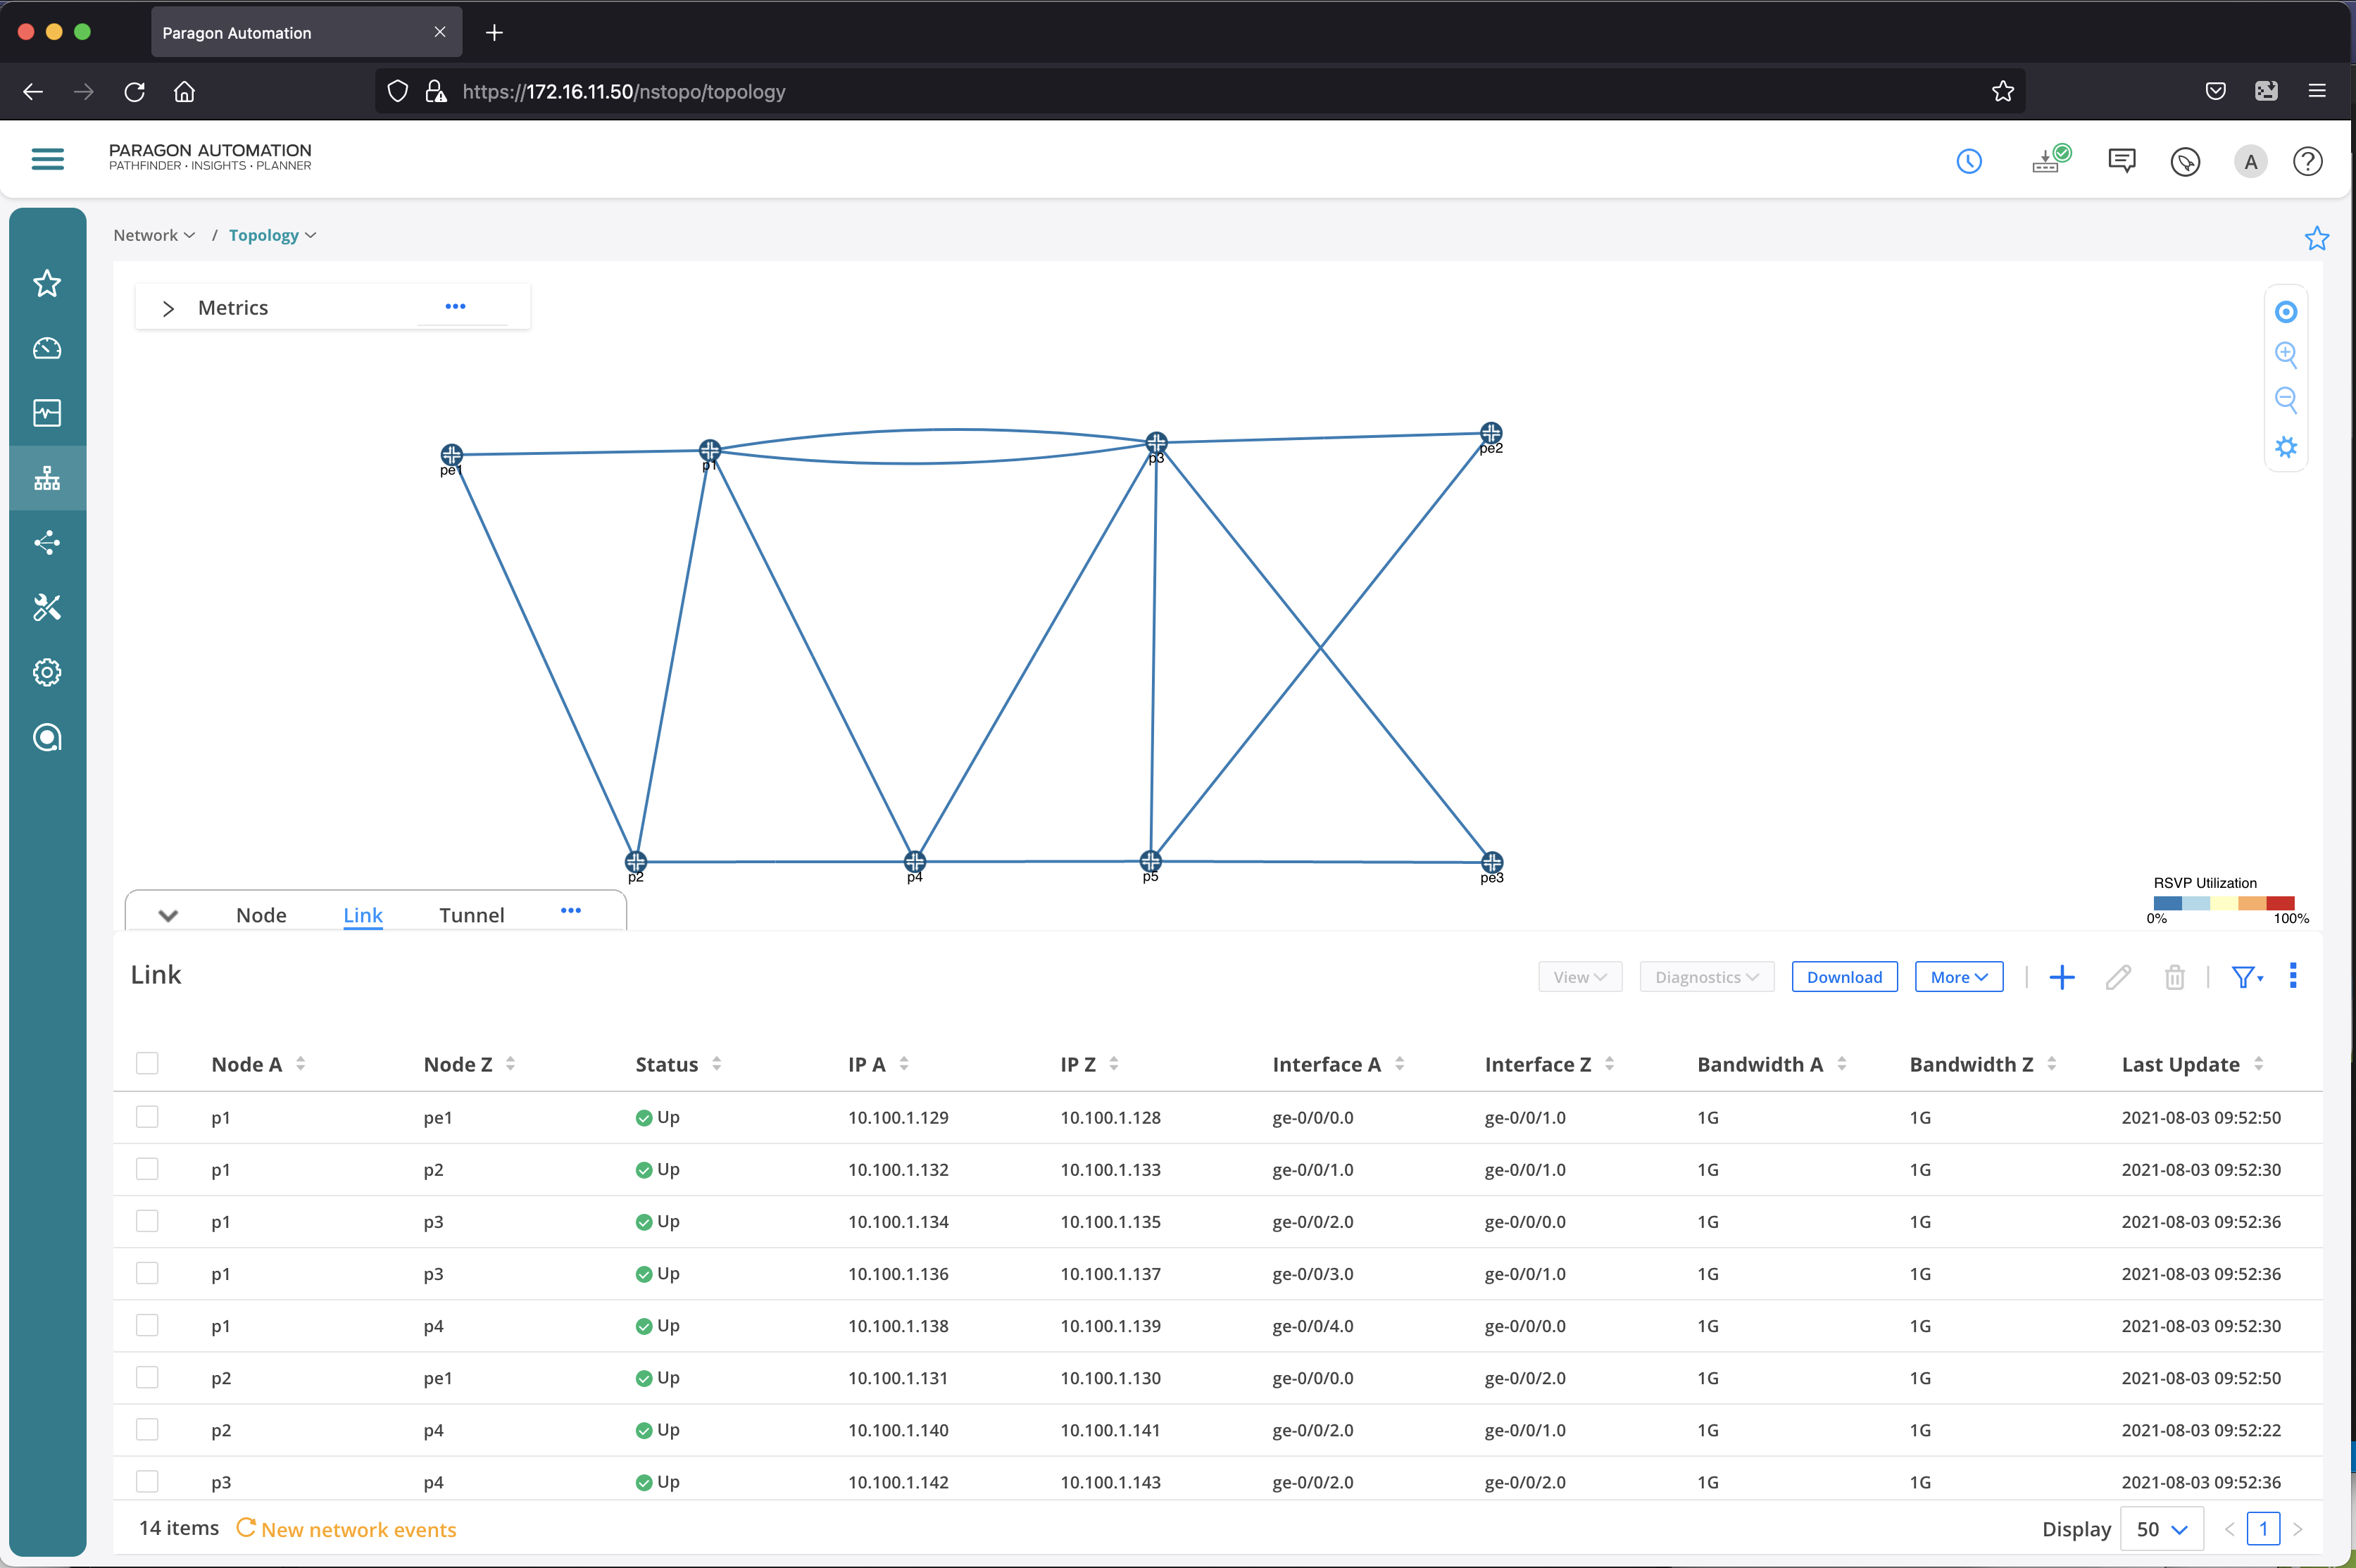 Paragon Automation
https://172.16.11.50/nstopo/topology
PARAGON AUTOMATION
PATHFINDER · INSIGHTS · PLANNER
A
?
Network / Topology
Metrics
pe1
p1
p3
pe2
p2
p4
p5
pe3
RSVP Utilization
0% 100%
Node Link Tunnel
Link
View Diagnostics Download More
Node A Node Z Status IP A IP Z Interface A Interface Z Bandwidth A Bandwidth Z Last Update
p1 pe1 Up 10.100.1.129 10.100.1.128 ge-0/0/0.0 ge-0/0/1.0 1G 1G 2021-08-03 09:52:50
p1 p2 Up 10.100.1.132 10.100.1.133 ge-0/0/1.0 ge-0/0/1.0 1G 1G 2021-08-03 09:52:30
p1 p3 Up 10.100.1.134 10.100.1.135 ge-0/0/2.0 ge-0/0/0.0 1G 1G 2021-08-03 09:52:36
p1 p3 Up 10.100.1.136 10.100.1.137 ge-0/0/3.0 ge-0/0/1.0 1G 1G 2021-08-03 09:52:36
p1 p4 Up 10.100.1.138 10.100.1.139 ge-0/0/4.0 ge-0/0/0.0 1G 1G 2021-08-03 09:52:30
p2 pe1 Up 10.100.1.131 10.100.1.130 ge-0/0/0.0 ge-0/0/2.0 1G 1G 2021-08-03 09:52:50
p2 p4 Up 10.100.1.140 10.100.1.141 ge-0/0/2.0 ge-0/0/1.0 1G 1G 2021-08-03 09:52:22
p3 p4 Up 10.100.1.142 10.100.1.143 ge-0/0/2.0 ge-0/0/2.0 1G 1G 2021-08-03 09:52:36
14 items New network events
Display 50 1